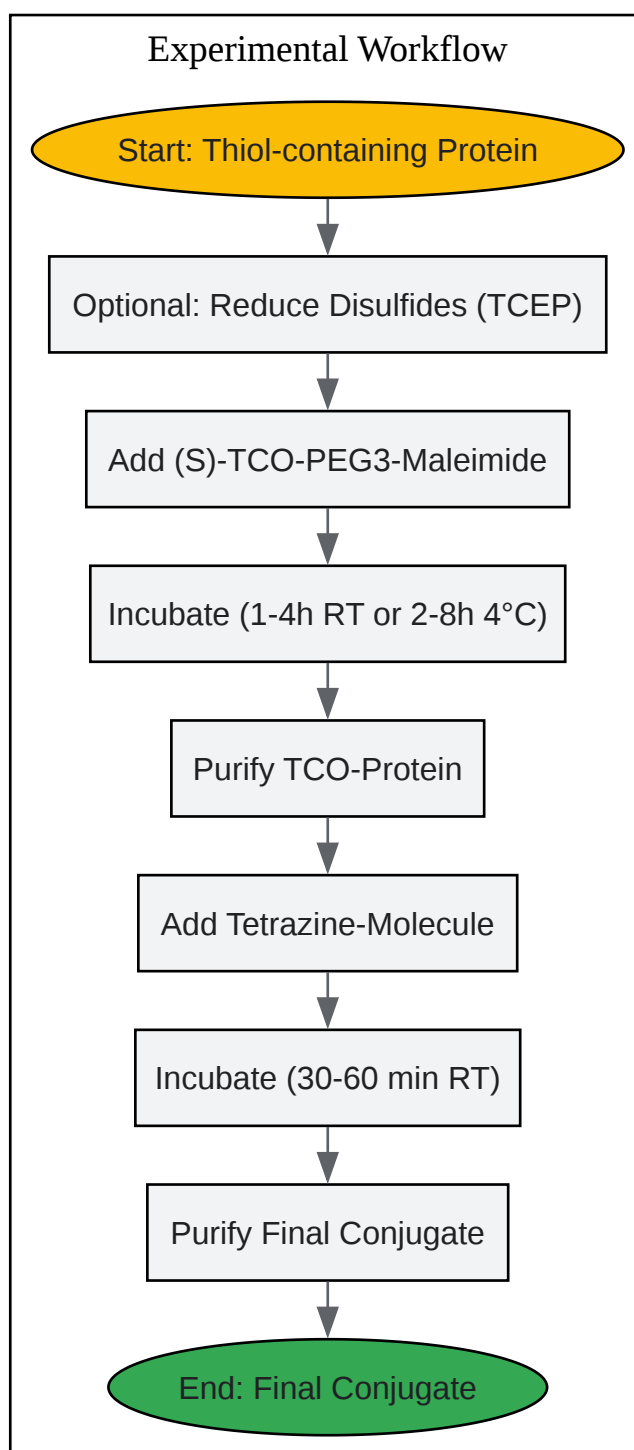 Experimental Workflow
Start: Thiol-containing Protein
Optional: Reduce Disulfides (TCEP)
Add (S)-TCO-PEG3-Maleimide
Incubate (1-4h RT or 2-8h 4°C)
Purify TCO-Protein
Add Tetrazine-Molecule
Incubate (30-60 min RT)
Purify Final Conjugate
End: Final Conjugate